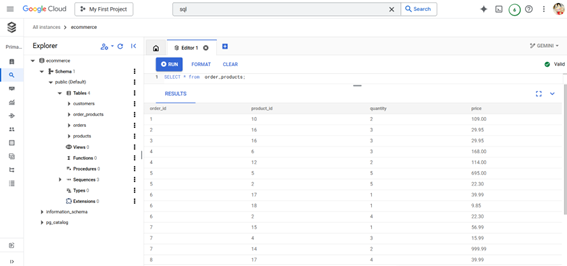 Google Cloud
My First Project
sql
Search
6
All instances > ecommerce
Prima...
Explorer
Editor 1
GEMINI
RUN
FORMAT
CLEAR
Valid
1 SELECT * from order_products;
RESULTS
ecommerce
Schema 1
public (Default)
Tables 4
customers
order_products
orders
products
Views 0
Functions 0
Procedures 0
Sequences 0
Types 0
Extensions 0
information_schema
pg_catalog
order_id product_id quantity price
1 10 2 109.00
2 16 3 29.95
3 16 3 29.95
4 6 3 168.00
4 12 2 114.00
5 5 5 695.00
5 2 5 22.30
6 17 1 39.99
6 18 1 9.85
6 2 4 22.30
7 15 1 56.99
7 4 3 15.99
7 14 2 999.99
8 17 4 39.99